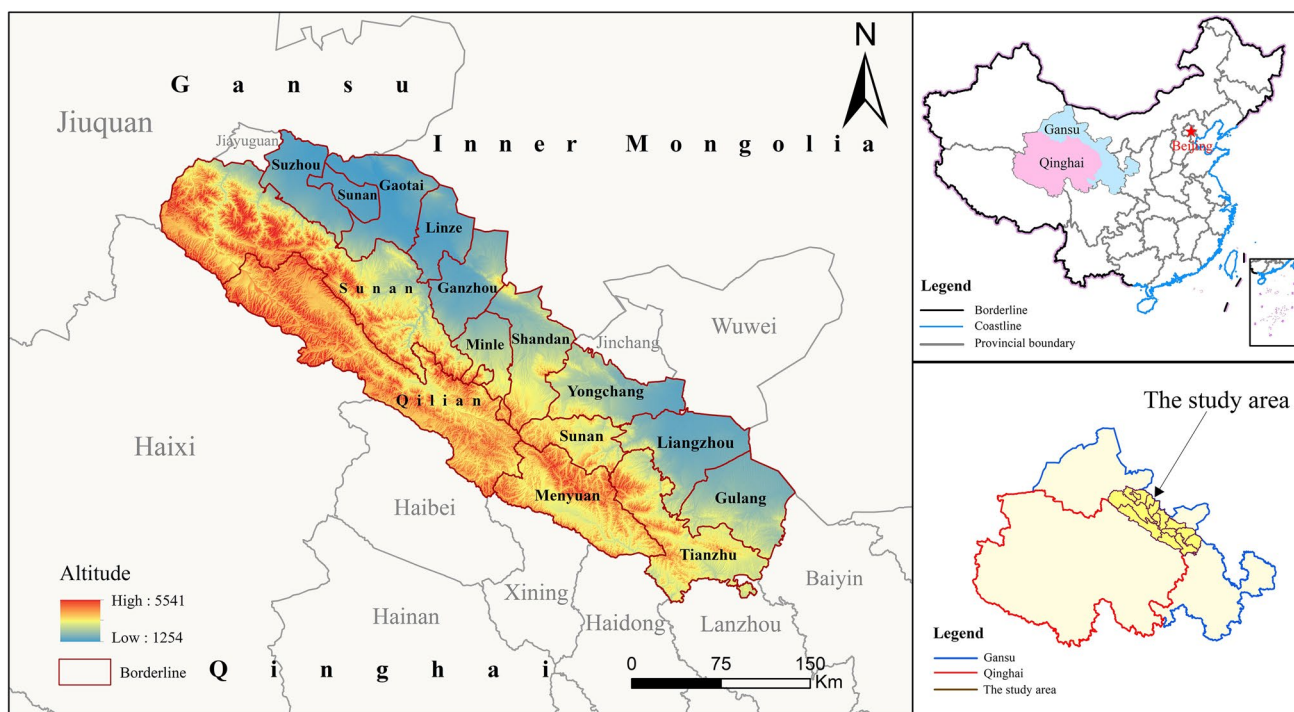 N
G a n s u
Jiuquan
Jiayuguan
I n n e r M o n g o l i a
Suzhou
Sunan
Gaotai
Linze
S u n a n
Ganzhou
Minle
Shandan
Jinchang
Wuwei
Q i l i a n
Yongchang
Sunan
Liangzhou
Haixi
Haibei
Menyuan
Gulang
Tianzhu
Baiyin
Xining
Hainan
Haidong
Lanzhou
Q i n g h a i
Altitude
High : 5541
Low : 1254
Borderline
0 75 150
Km
Gansu
Qinghai
Beijing
Legend
Borderline
Coastline
Provincial boundary
The study area
Legend
Gansu
Qinghai
The study area